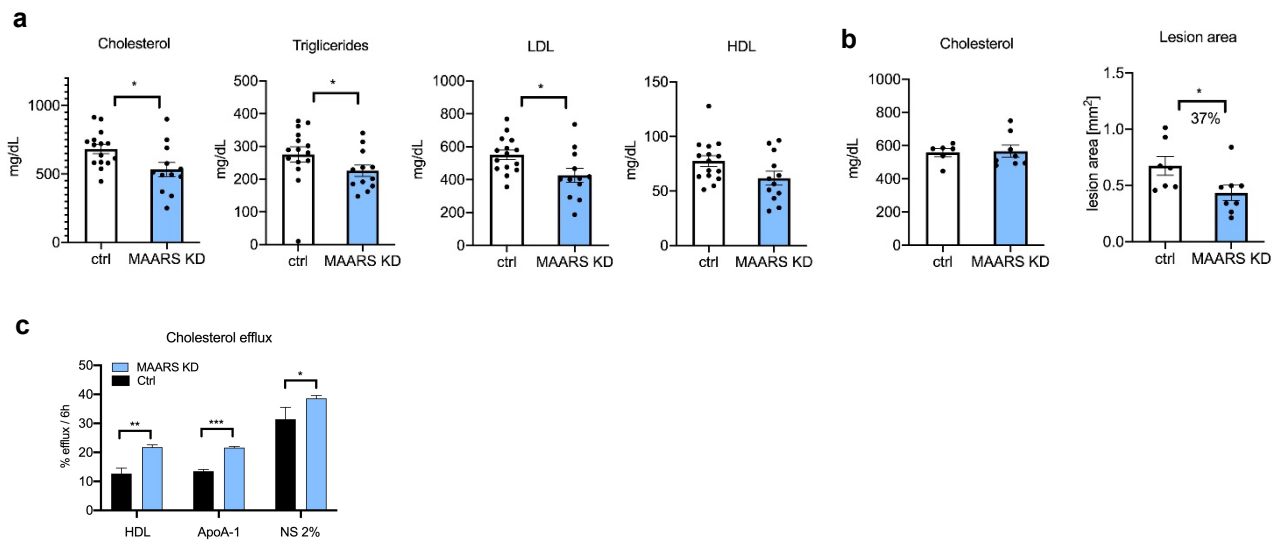 a
Cholesterol
mg/dL
1000
500
0
*
ctrl
MAARS KD
Triglicerides
mg/dL
500
400
300
200
100
0
*
ctrl
MAARS KD
LDL
mg/dL
1000
800
600
400
200
0
*
ctrl
MAARS KD
HDL
mg/dL
150
100
50
0
ctrl
MAARS KD
b
Cholesterol
mg/dL
1000
800
600
400
200
0
ctrl
MAARS KD
Lesion area
lesion area [mm²]
1.5
1.0
0.5
0.0
*
37%
ctrl
MAARS KD
c
Cholesterol efflux
% efflux / 6h
50
40
30
20
10
0
MAARS KD
Ctrl
**
***
*
HDL
ApoA-1
NS 2%